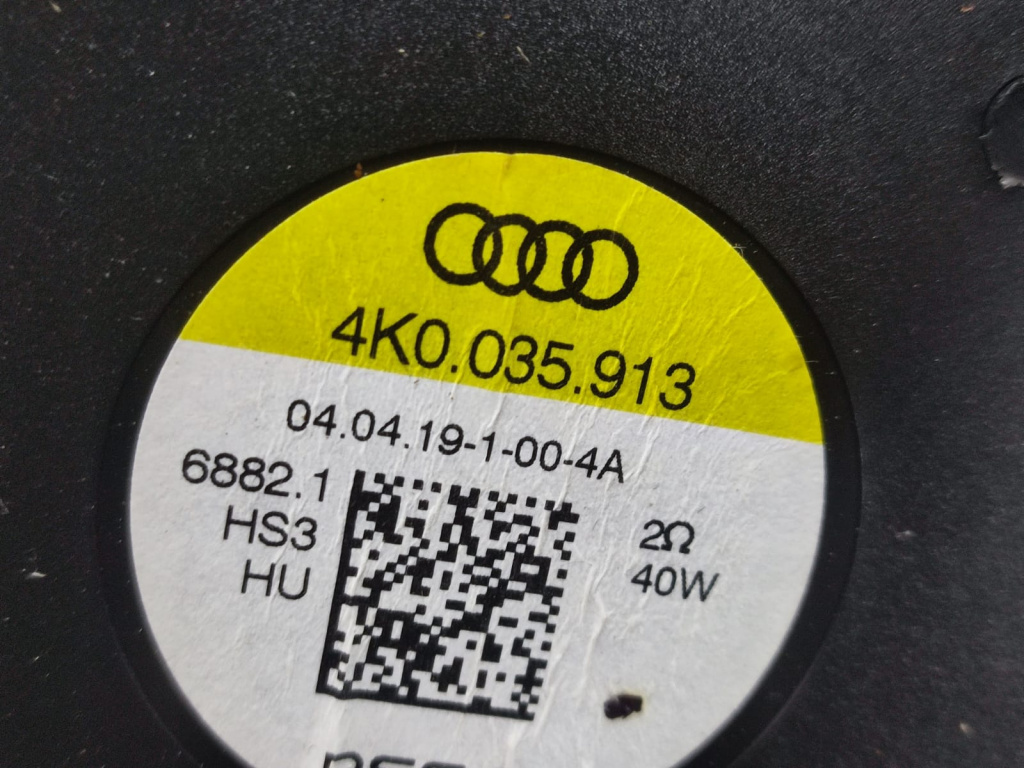 4K0.035.913
04.04.19-1-00-4A
6882.1
HS3
HU
2Ω
40W